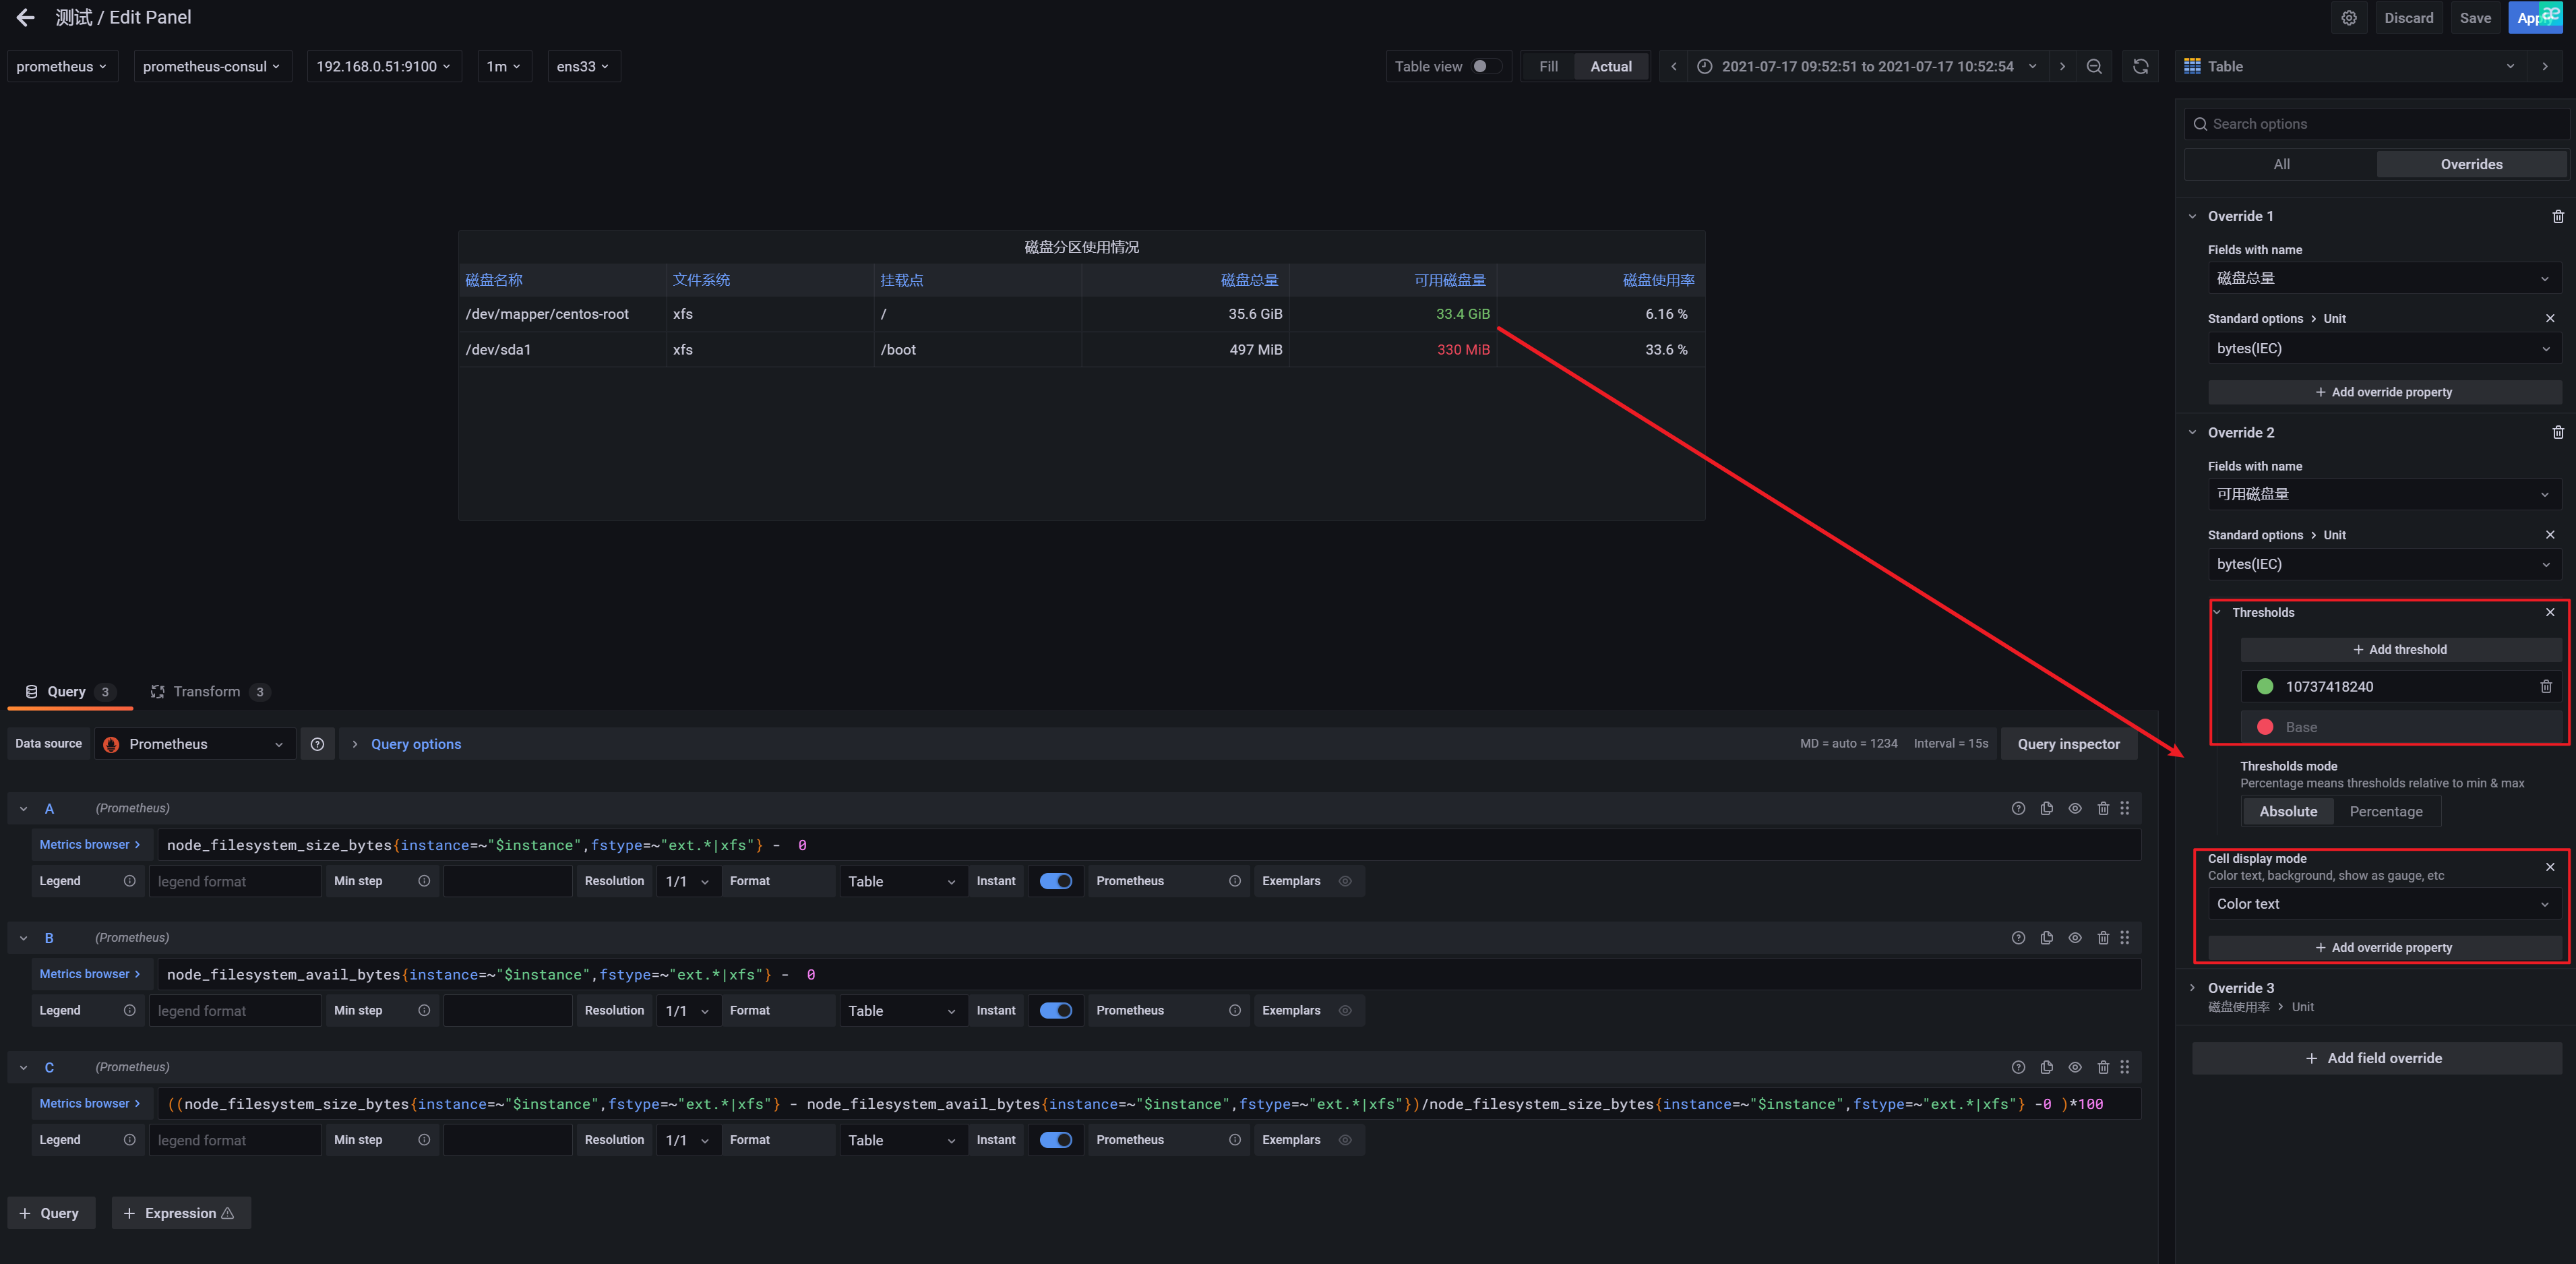 测试 / Edit Panel
Discard
Save
prometheus
prometheus-consul
192.168.0.51:9100
1m
ens33
Table view
Fill
Actual
2021-07-17 09:52:51 to 2021-07-17 10:52:54
Table
Search options
All
Overrides
磁盘分区使用情况
磁盘名称 文件系统 挂载点 磁盘总量 可用磁盘量 磁盘使用率
/dev/mapper/centos-root xfs / 35.6 GiB 33.4 GiB 6.16 %
/dev/sda1 xfs /boot 497 MiB 330 MiB 33.6 %
Override 1
Fields with name
磁盘总量
Standard options > Unit
bytes(IEC)
+ Add override property
Override 2
Fields with name
可用磁盘量
Standard options > Unit
bytes(IEC)
Thresholds
+ Add threshold
10737418240
Base
Thresholds mode
Percentage means thresholds relative to min & max
Absolute
Percentage
Cell display mode
Color text, background, show as gauge, etc
Color text
+ Add override property
Override 3
磁盘使用率 > Unit
+ Add field override
Query 3
Transform 3
Data source
Prometheus
Query options
MD = auto = 1234
Interval = 15s
Query inspector
A (Prometheus)
Metrics browser > node_filesystem_size_bytes{instance=~"$instance",fstype=~"ext.*|xfs"} - 0
Legend legend format Min step Resolution 1/1 Format Table Instant Prometheus Exemplars
B (Prometheus)
Metrics browser > node_filesystem_avail_bytes{instance=~"$instance",fstype=~"ext.*|xfs"} - 0
Legend legend format Min step Resolution 1/1 Format Table Instant Prometheus Exemplars
C (Prometheus)
Metrics browser > ((node_filesystem_size_bytes{instance=~"$instance",fstype=~"ext.*|xfs"} - node_filesystem_avail_bytes{instance=~"$instance",fstype=~"ext.*|xfs"})/node_filesystem_size_bytes{instance=~"$instance",fstype=~"ext.*|xfs"} -0 )*100
Legend legend format Min step Resolution 1/1 Format Table Instant Prometheus Exemplars
+ Query
+ Expression